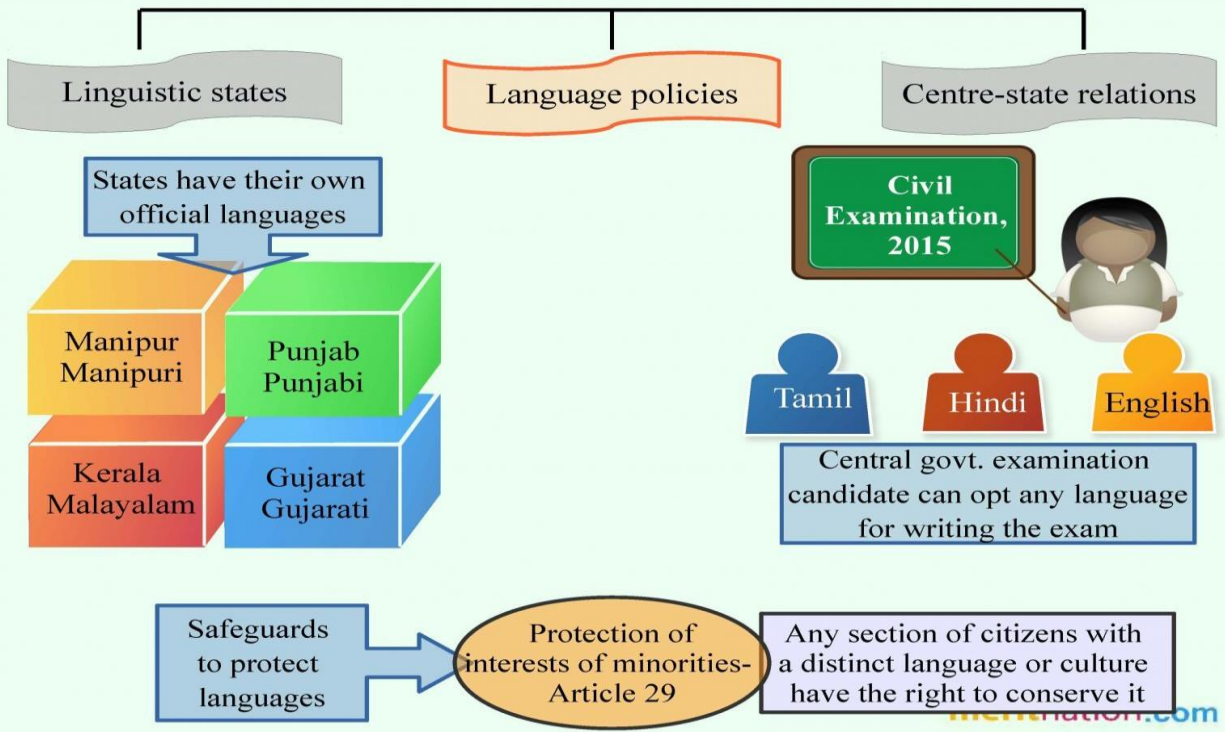 Linguistic states
Language policies
Centre-state relations
States have their own
official languages
Manipur
Manipuri
Punjab
Punjabi
Kerala
Malayalam
Gujarat
Gujarati
Civil
Examination,
2015
Tamil
Hindi
English
Central govt. examination
candidate can opt any language
for writing the exam
Safeguards
to protect
languages
Protection of
interests of minorities-
Article 29
Any section of citizens with
a distinct language or culture
have the right to conserve it
meritnation.com